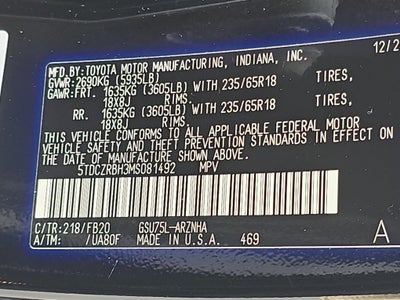 MFD.BY:TOYOTA MOTOR MANUFACTURING, INDIANA, INC. 12/2
GVWR: 2690KG (5935LB)
GAWR:FRT. 1635KG (3605LB) WITH 235/65R18 TIRES,
18X8J RIMS.
RR. 1635KG (3605LB) WITH 235/65R18 TIRES,
18X8J RIMS.
THIS VEHICLE CONFORMS TO ALL APPLICABLE FEDERAL MOTOR
VEHICLE SAFETY AND THEFT PREVENTION STANDARDS IN EFFECT ON
THE DATE OF MANUFACTURE SHOWN ABOVE.
5TDCZRBH3MS081492 MPV
C/TR:218/FB20 GSU75L-ARZNHA
A/TM: /UA80F MADE IN U.S.A. 469 A